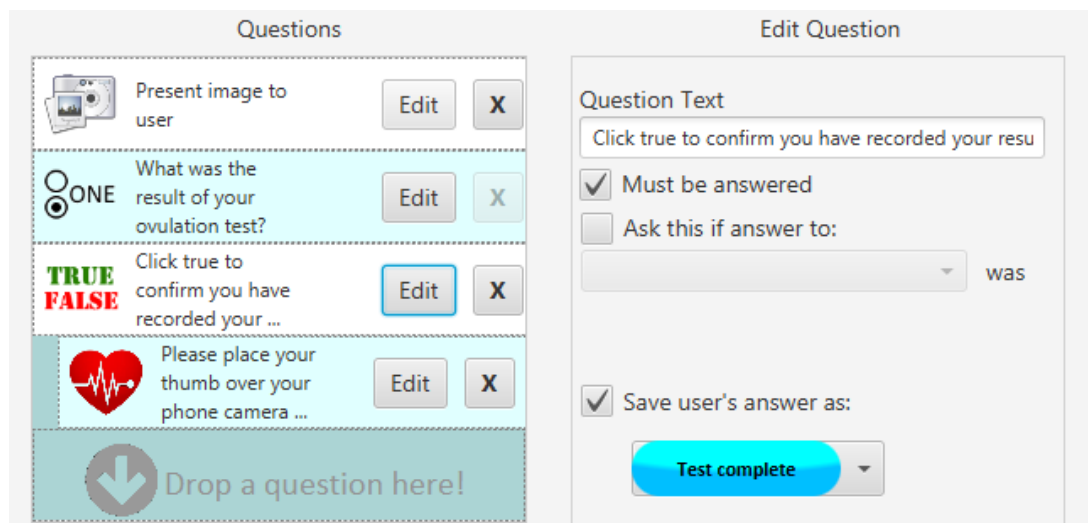 Questions
Present image to
user
Edit
X
ONE
What was the
result of your
ovulation test?
Edit
X
TRUE
FALSE
Click true to
confirm you have
recorded your ...
Edit
X
Please place your
thumb over your
phone camera ...
Edit
X
Drop a question here!
Edit Question
Question Text
Click true to confirm you have recorded your resu
Must be answered
Ask this if answer to:
was
Save user's answer as:
Test complete